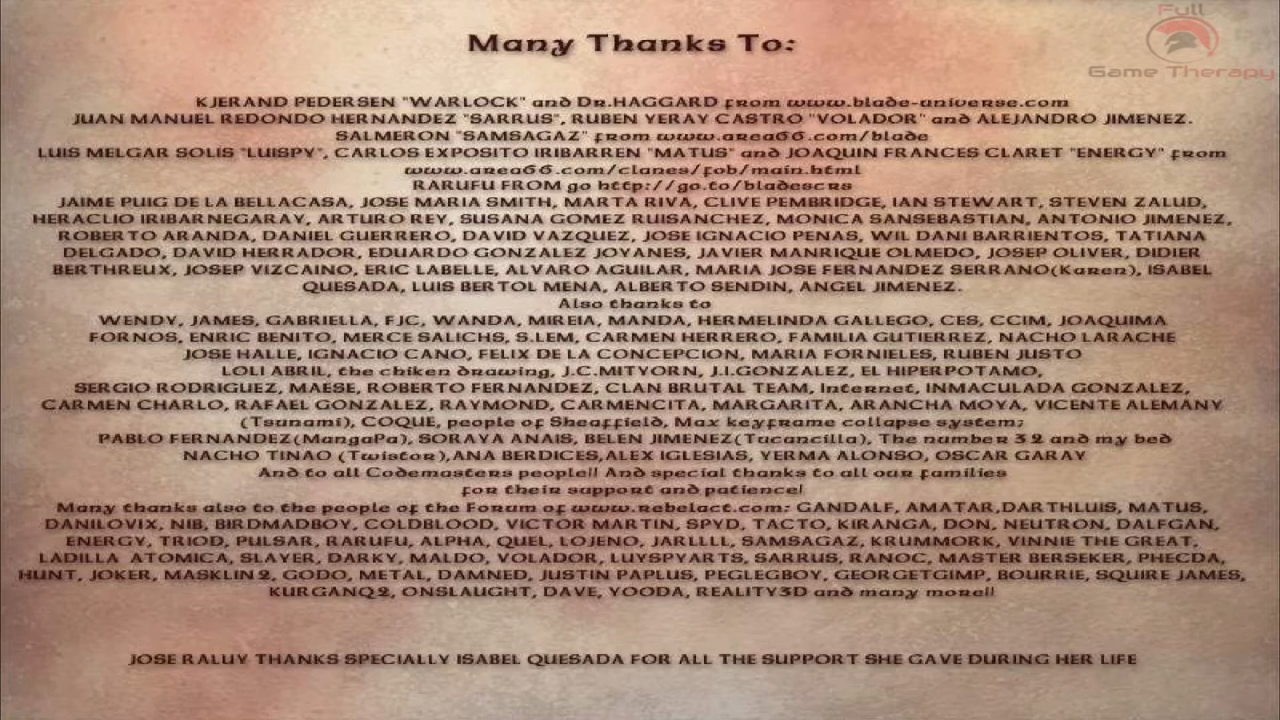 Full
Game Therapy
Many Thanks To:
KJERAND PEDERSEN "WARLOCK" and Dr.HAGGARD from www.blade-universe.com
JUAN MANUEL REDONDO HERNANDEZ "SARRUS", RUBEN YERAY CASTRO "VOLADOR" and ALEJANDRO JIMENEZ.
SALMERON "SAMSAGAZ" from www.area66.com/blade
LUIS MELGAR SOLIS "LUISPY", CARLOS EXPOSITO IRIBARREN "MATUS" and JOAQUIN FRANCES CLARET "ENERGY" from
www.area66.com/clanes/fob/main.html
RARUFU FROM go http://go.to/bladescrs
JAIME PUIG DE LA BELLACASA, JOSE MARIA SMITH, MARTA RIVA, CLIVE PEMBRIDGE, IAN STEWART, STEVEN ZALUD,
HERACLIO IRIBARNEGARAY, ARTURO REY, SUSANA GOMEZ RUISANCHEZ, MONICA SANSEBASTIAN, ANTONIO JIMENEZ,
ROBERTO ARANDA, DANIEL GUERRERO, DAVID VAZQUEZ, JOSE IGNACIO PENAS, WIL DANI BARRIENTOS, TATIANA
DELGADO, DAVID HERRADOR, EDUARDO GONZALEZ JOYANES, JAVIER MANRIQUE OLMEDO, JOSEP OLIVER, DIDIER
BERTHREUX, JOSEP VIZCAINO, ERIC LABELLE, ALVARO AGUILAR, MARIA JOSE FERNANDEZ SERRANO(Karen), ISABEL
QUESADA, LUIS BERTOL MENA, ALBERTO SENDIN, ANGEL JIMENEZ.
Also thanks to
WENDY, JAMES, GABRIELLA, FJC, WANDA, MIREIA, MANDA, HERMELINDA GALLEGO, CES, CCIM, JOAQUIMA
FORNOS, ENRIC BENITO, MERCE SALICHS, S.LEM, CARMEN HERRERO, FAMILIA GUTIERREZ, NACHO LARACHE
JOSE HALLE, IGNACIO CANO, FELIX DE LA CONCEPCION, MARIA FORNIELES, RUBEN JUSTO
LOLI ABRIL, the chiken drawing, J.C.MITYORN, J.I.GONZALEZ, EL HIPERPOTAMO,
SERGIO RODRIGUEZ, MAESE, ROBERTO FERNANDEZ, CLAN BRUTAL TEAM, Internet, INMACULADA GONZALEZ,
CARMEN CHARLO, RAFAEL GONZALEZ, RAYMOND, CARMENCITA, MARGARITA, ARANCHA MOYA, VICENTE ALEMANY
(Tsunami), COQUE, people of Sheaffield, Max keyframe collapse system;
PABLO FERNANDEZ(MangaPa), SORAYA ANAIS, BELEN JIMENEZ(Tucancilla), The number 32 and my bed
NACHO TINAO (Twistor),ANA BERDICES,ALEX IGLESIAS, YERMA ALONSO, OSCAR GARAY
And to all Codemasters people!! And special thanks to all our families
for their support and patience!
Many thanks also to the people of the Forum of www.rebelact.com: GANDALF, AMATAR,DARTHLUIS, MATUS,
DANILOVIX, NIB, BIRDMADBOY, COLDBLOOD, VICTOR MARTIN, SPYD, TACTO, KIRANGA, DON, NEUTRON, DALFGAN,
ENERGY, TRIOD, PULSAR, RARUFU, ALPHA, QUEL, LOJENO, JARLLLL, SAMSAGAZ, KRUMMORK, VINNIE THE GREAT,
LADILLA ATOMICA, SLAYER, DARKY, MALDO, VOLADOR, LUYSPYARTS, SARRUS, RANOC, MASTER BERSEKER, PHECDA,
HUNT, JOKER, MASKLIN2, GODO, METAL, DAMNED, JUSTIN PAPLUS, PEGLEGBOY, GEORGETGIMP, BOURRIE, SQUIRE JAMES,
KURGANQ2, ONSLAUGHT, DAVE, YOODA, REALITY3D and many more!!
JOSE RALUY THANKS SPECIALLY ISABEL QUESADA FOR ALL THE SUPPORT SHE GAVE DURING HER LIFE